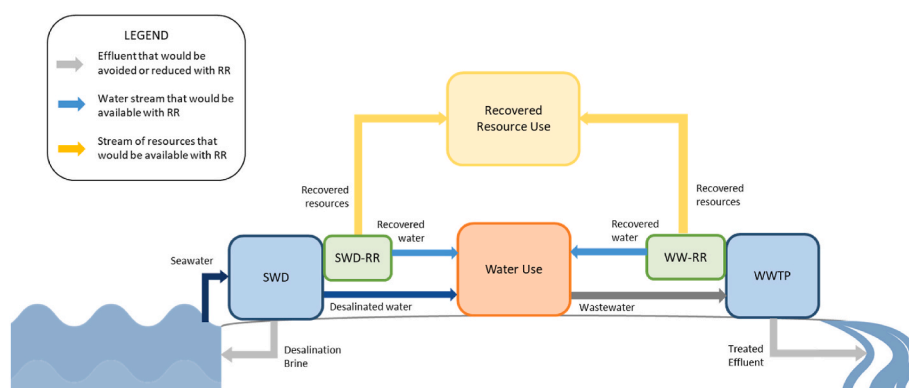 LEGEND
Effluent that would be
avoided or reduced with RR
Water stream that would be
available with RR
Stream of resources that
would be available with RR
Recovered
Resource Use
Recovered
resources
Recovered
resources
Recovered
water
Recovered
water
Seawater
SWD
SWD-RR
Water Use
WW-RR
WWTP
Desalinated water
Wastewater
Desalination
Brine
Treated
Effluent